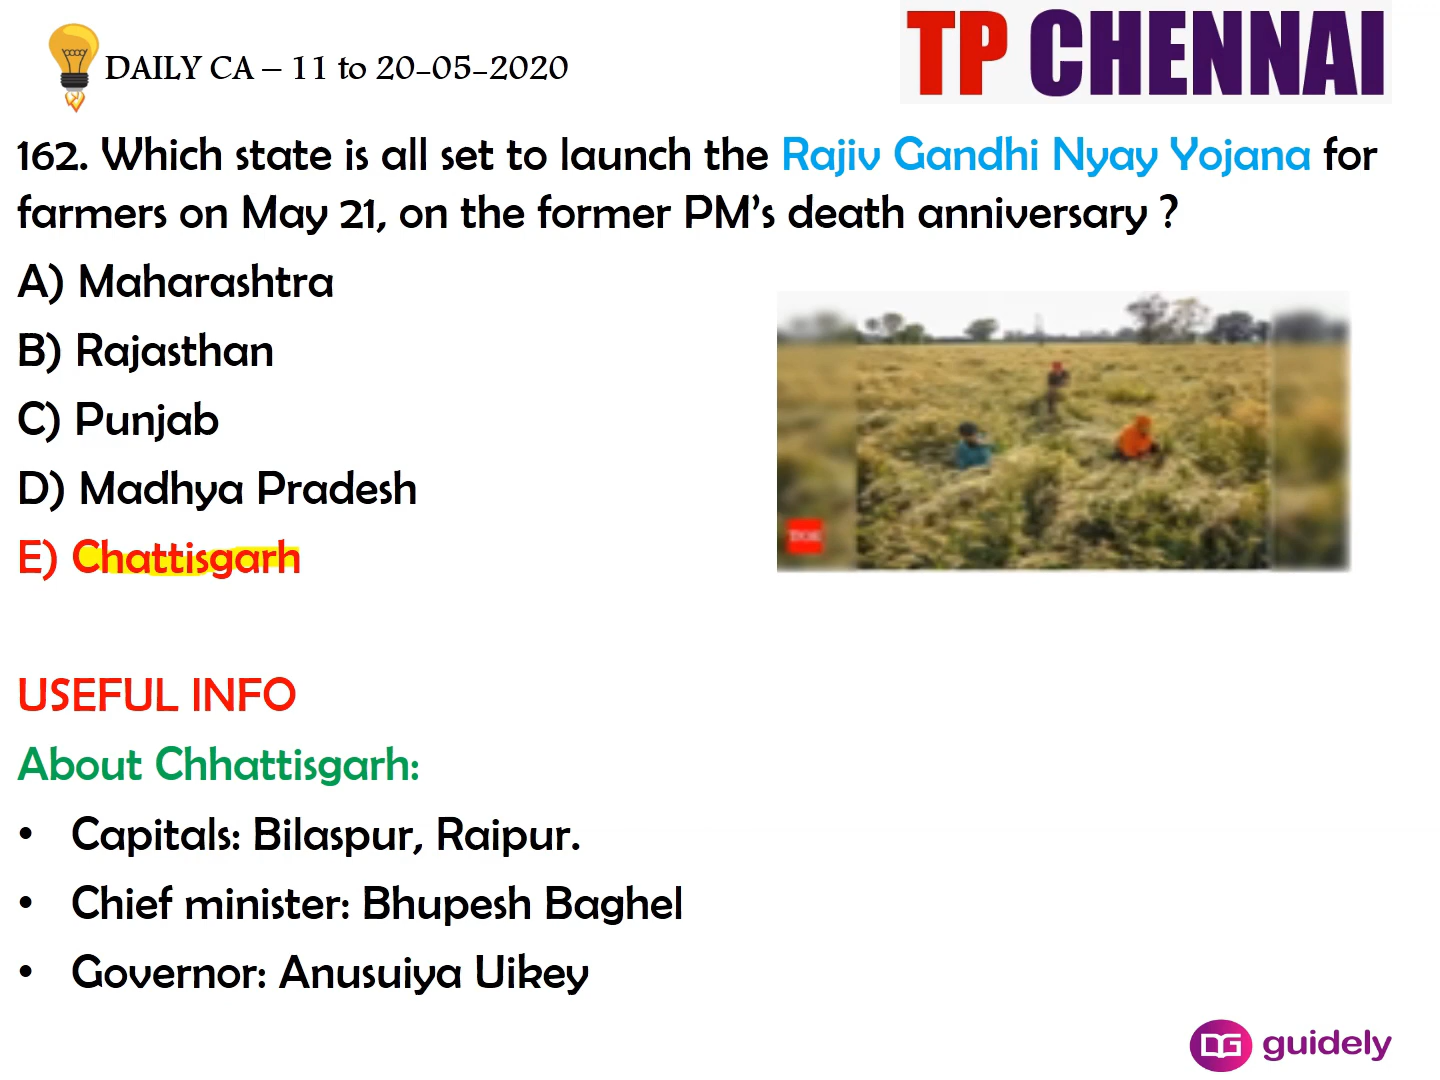 DAILY CA – 11 to 20-05-2020
TP CHENNAI
162. Which state is all set to launch the Rajiv Gandhi Nyay Yojana for
farmers on May 21, on the former PM’s death anniversary ?
A) Maharashtra
B) Rajasthan
C) Punjab
D) Madhya Pradesh
E) Chattisgarh
USEFUL INFO
About Chhattisgarh:
• Capitals: Bilaspur, Raipur.
• Chief minister: Bhupesh Baghel
• Governor: Anusuiya Uikey
guidely